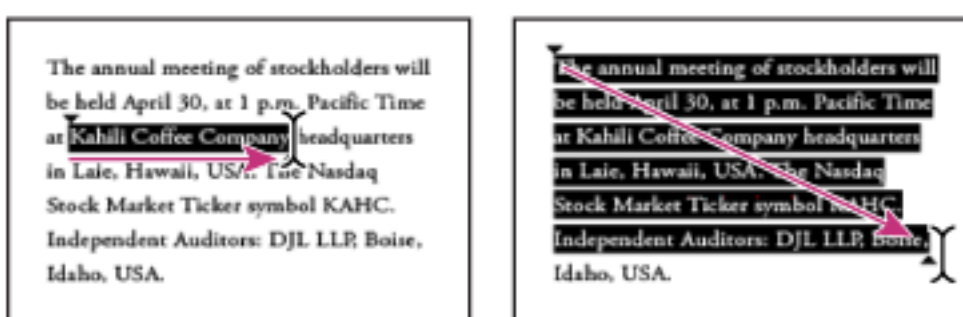 The annual meeting of stockholders will
be held April 30, at 1 p.m. Pacific Time
at Kahili Coffee Company headquarters
in Laie, Hawaii, USA. The Nasdaq
Stock Market Ticker symbol KAHC.
Independent Auditors: DJL LLP, Boise,
Idaho, USA.
The annual meeting of stockholders will
be held April 30, at 1 p.m. Pacific Time
at Kahili Coffee Company headquarters
in Laie, Hawaii, USA. The Nasdaq
Stock Market Ticker symbol KAHC.
Independent Auditors: DJL LLP, Boise,
Idaho, USA.